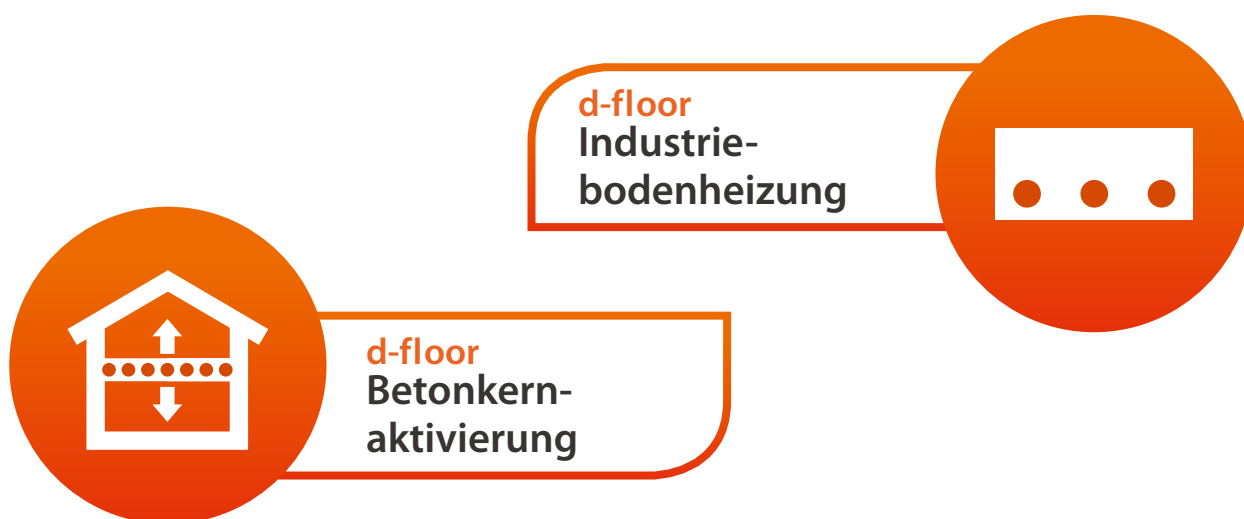 d-floor
Industrie-
bodenheizung
d-floor
Betonkern-
aktivierung